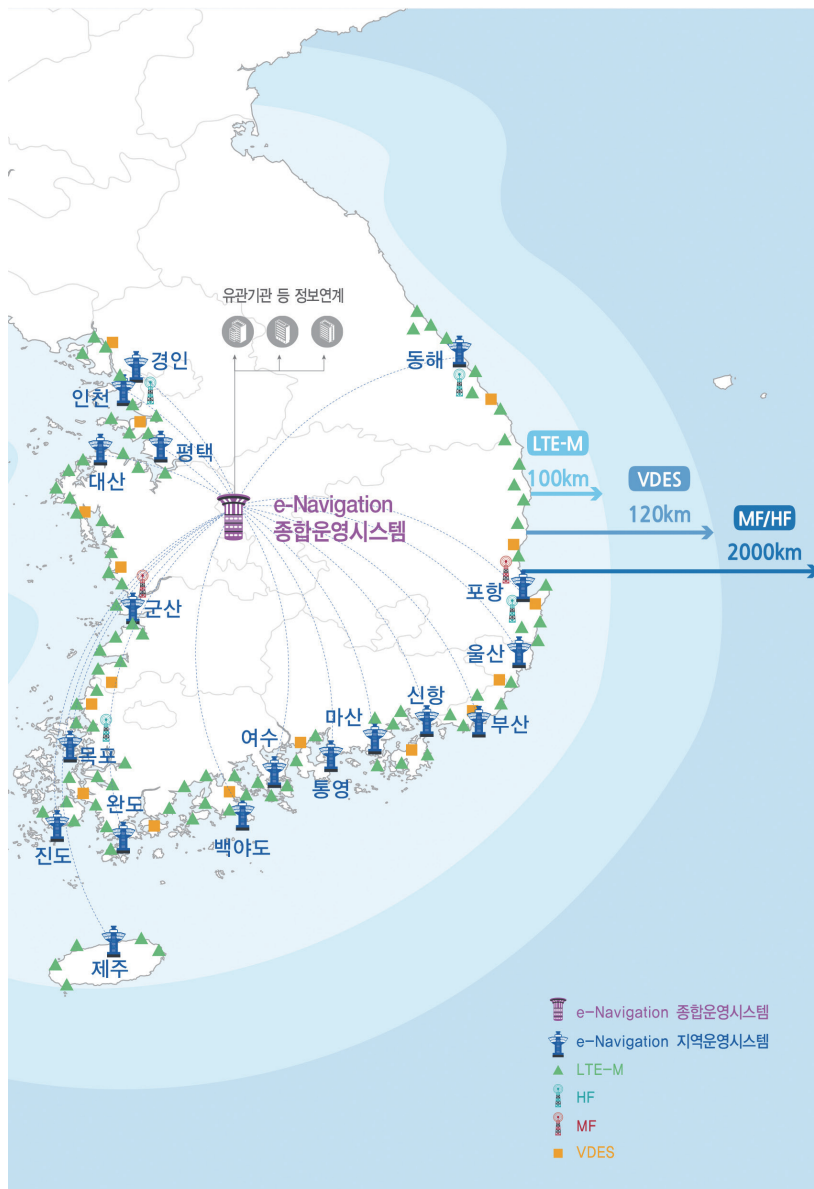 유관기관 등 정보연계
경인
인천
평택
대산
동해
LTE-M
100km
VDES
120km
MF/HF
2000km
e-Navigation
종합운영시스템
군산
포항
울산
신항
마산
부산
여수
통영
목포
완도
백야도
진도
제주
e-Navigation 종합운영시스템
e-Navigation 지역운영시스템
LTE-M
HF
MF
VDES